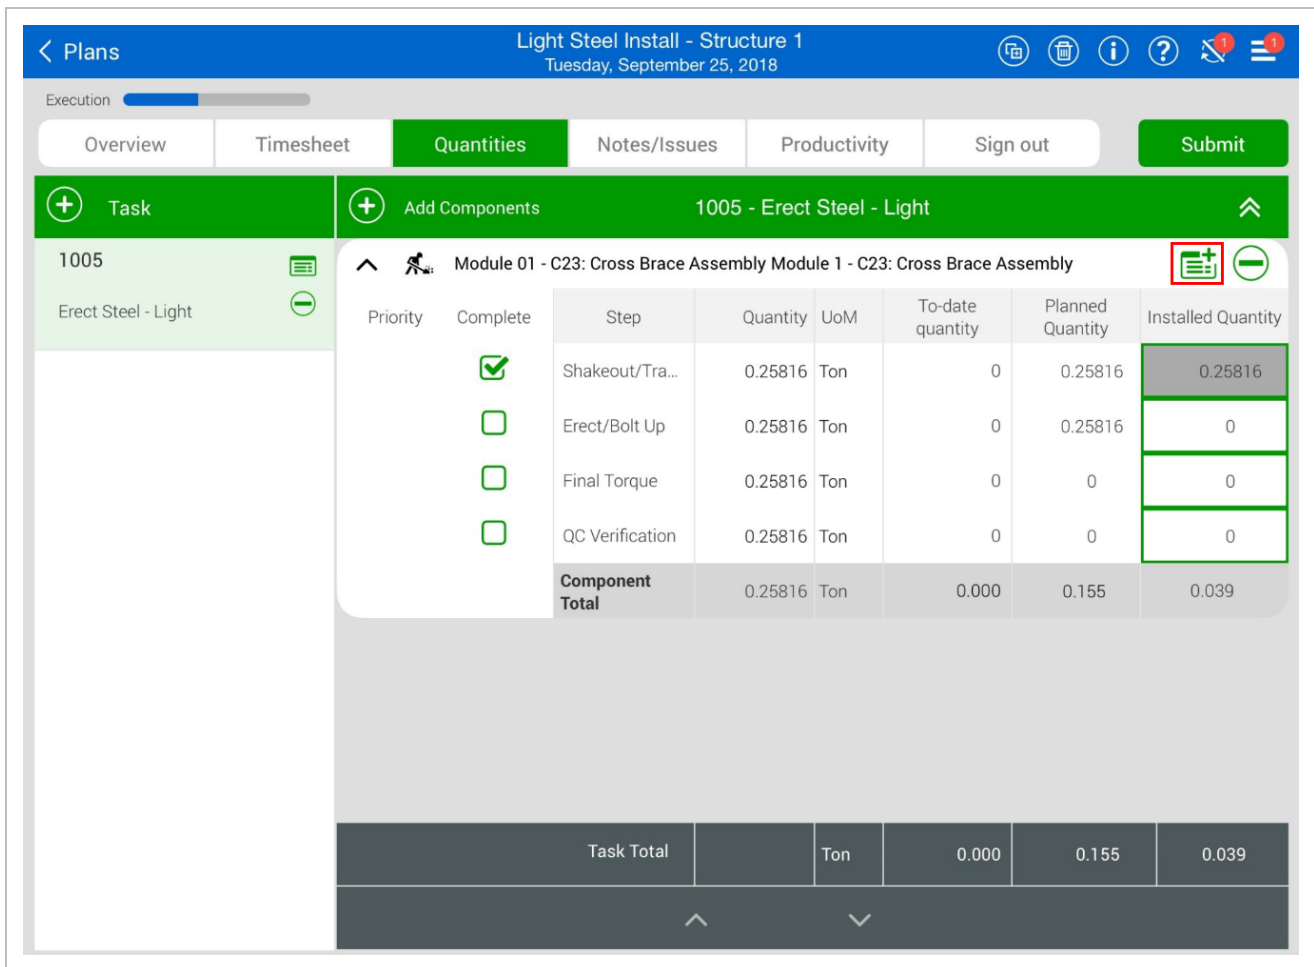 Plans
Light Steel Install - Structure 1
Tuesday, September 25, 2018
1
1
Execution
Overview Timesheet Quantities Notes/Issues Productivity Sign out Submit
Task
Add Components 1005 - Erect Steel - Light
1005
Erect Steel - Light
Module 01 - C23: Cross Brace Assembly Module 1 - C23: Cross Brace Assembly
Priority Complete Step Quantity UoM To-date quantity Planned Quantity Installed Quantity
Shakeout/Tra... 0.25816 Ton 0 0.25816 0.25816
Erect/Bolt Up 0.25816 Ton 0 0.25816 0
Final Torque 0.25816 Ton 0 0 0
QC Verification 0.25816 Ton 0 0 0
Component Total 0.25816 Ton 0.000 0.155 0.039
Task Total Ton 0.000 0.155 0.039